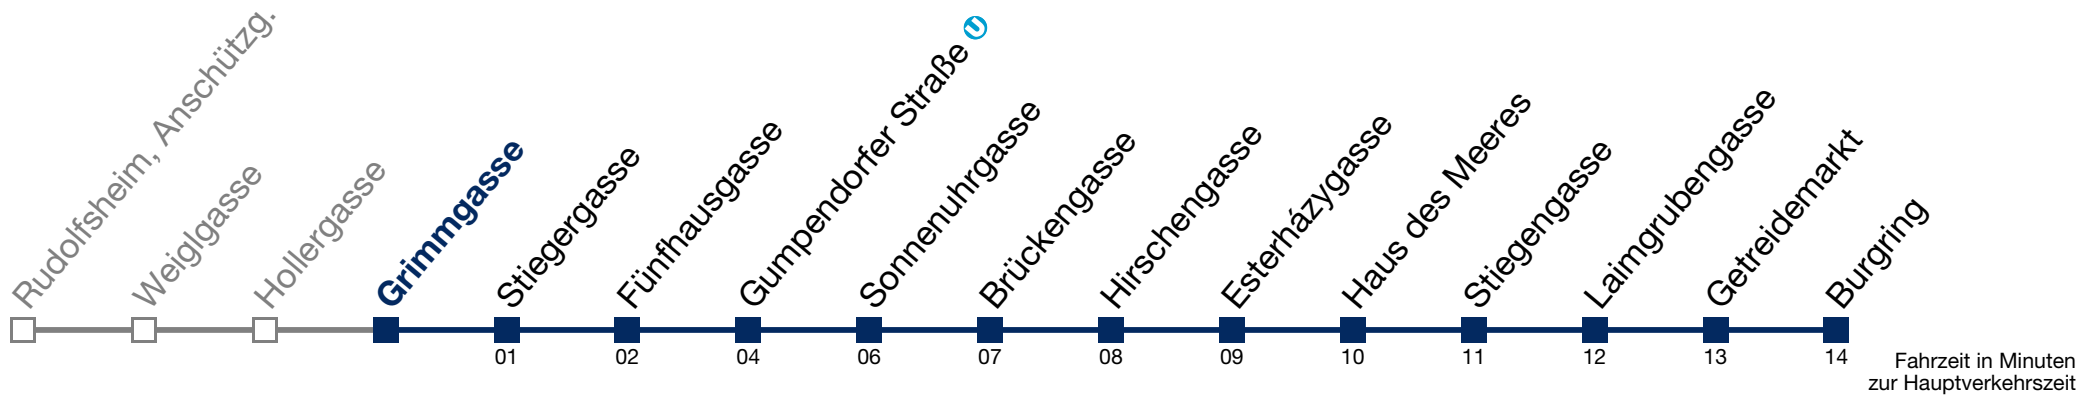 Rudolfsheim, Anschützg.
Weiglgasse
Hollergasse
Grimmgasse
Stiegergasse
Fünfhausgasse
Gumpendorfer Straße U
Sonnenuhrgasse
Brückengasse
Hirschengasse
Esterházygasse
Haus des Meeres
Stiegengasse
Laimgrubengasse
Getreidemarkt
Burgring
01 02 04 06 07 08 09 10 11 12 13 14
Fahrzeit in Minuten
zur Hauptverkehrszeit